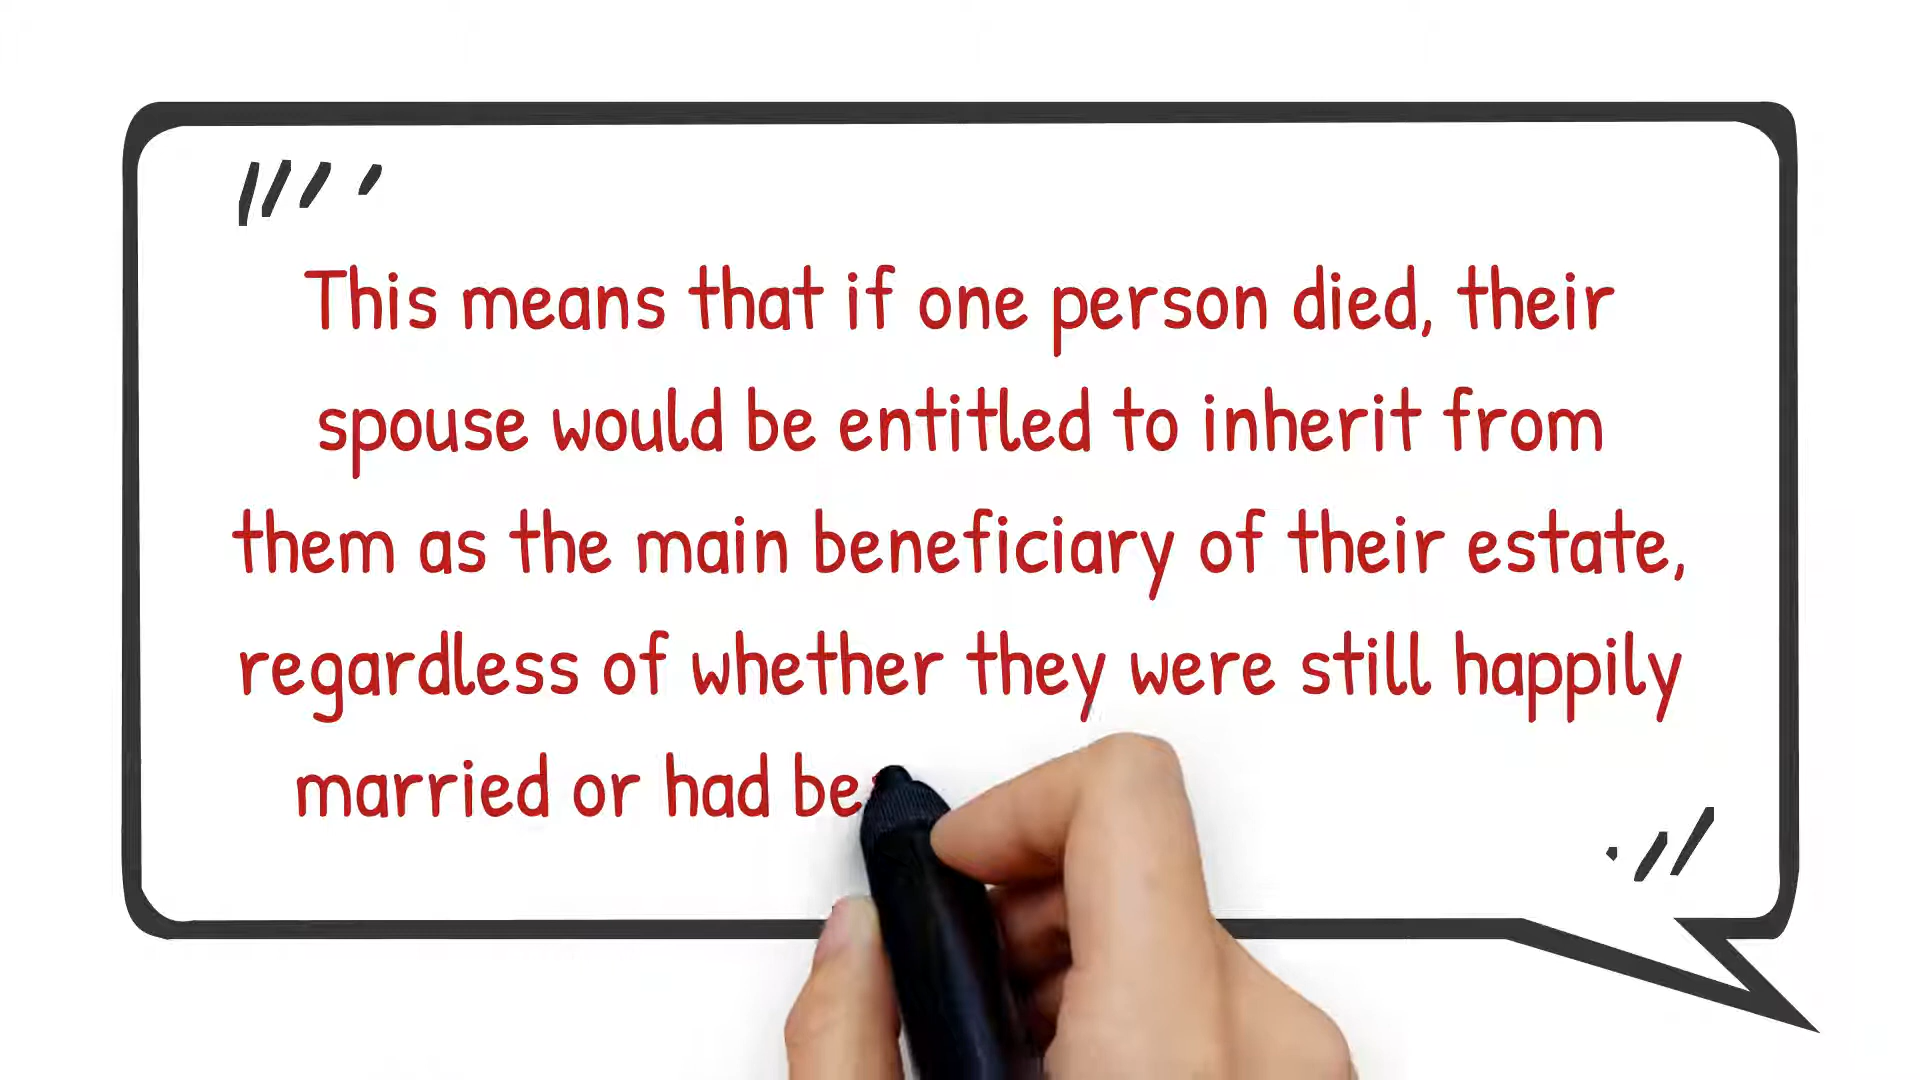 This means that if one person died, their
spouse would be entitled to inherit from
them as the main beneficiary of their estate,
regardless of whether they were still happily
married or had be